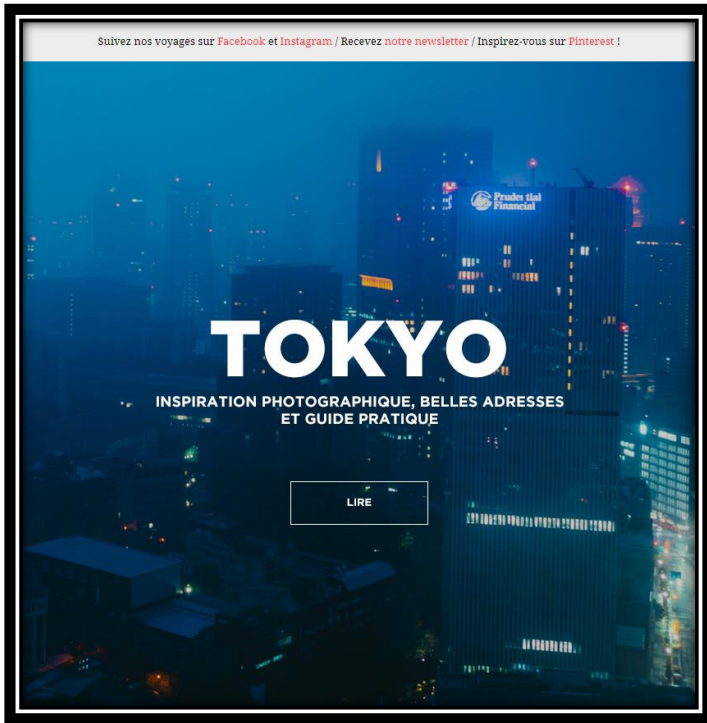 Suivez nos voyages sur Facebook et Instagram / Recevez notre newsletter / Inspirez-vous sur Pinterest !
Prudential
Financial
TOKYO
INSPIRATION PHOTOGRAPHIQUE, BELLES ADRESSES
ET GUIDE PRATIQUE
LIRE